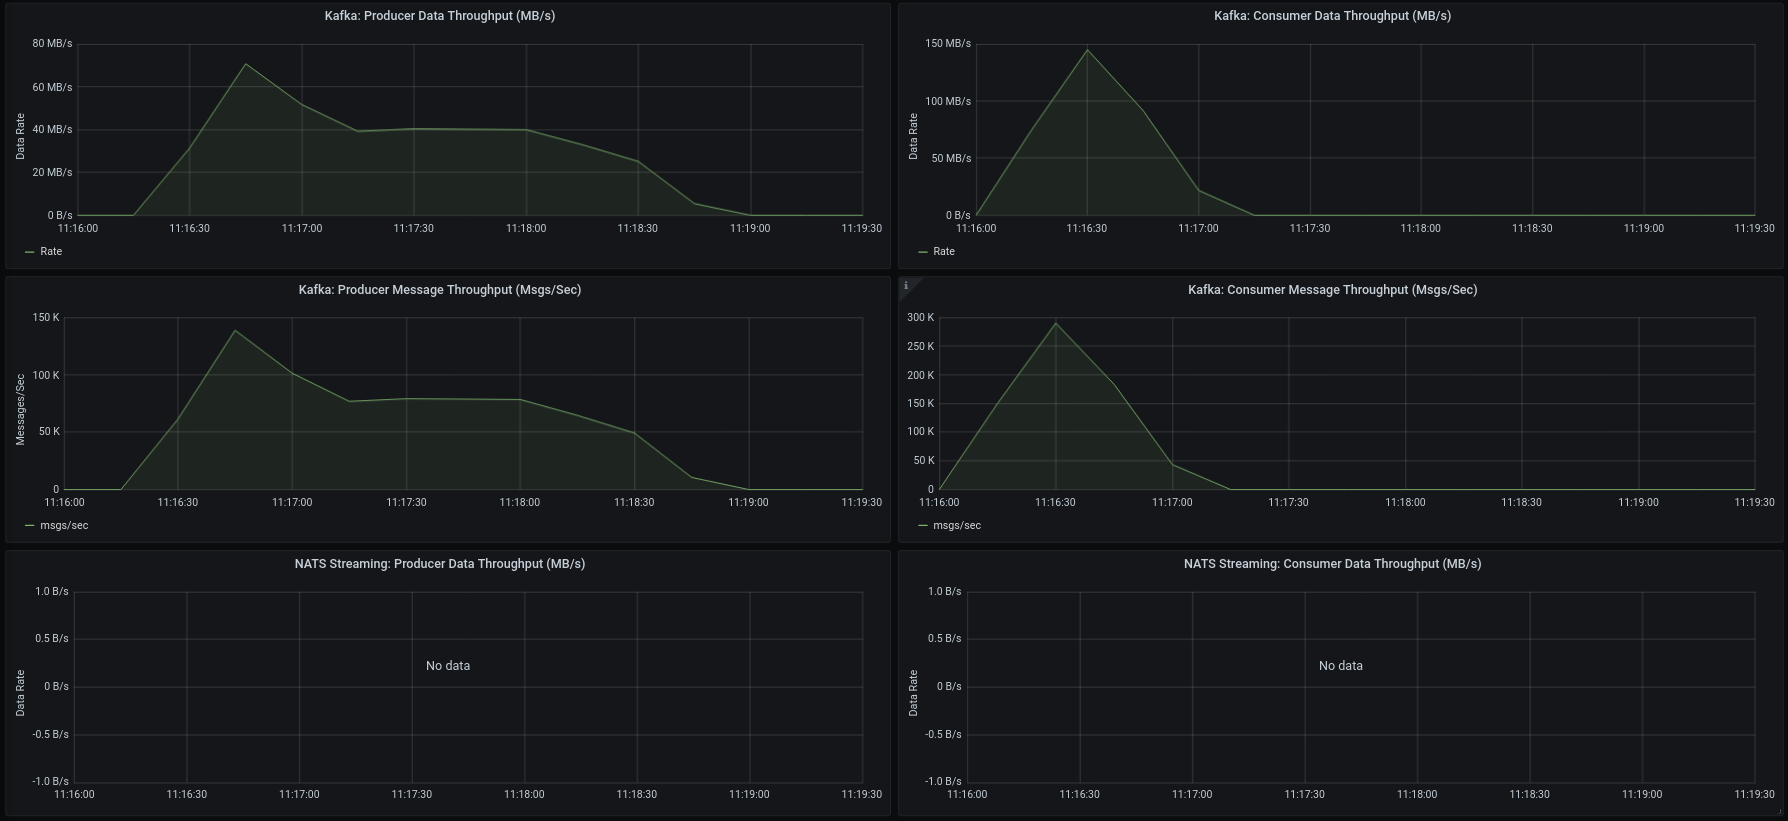 Kafka: Producer Data Throughput (MB/s)
80 MB/s
60 MB/s
40 MB/s
20 MB/s
0 B/s
Data Rate
11:16:00 11:16:30 11:17:00 11:17:30 11:18:00 11:18:30 11:19:00 11:19:30
Rate
Kafka: Consumer Data Throughput (MB/s)
150 MB/s
100 MB/s
50 MB/s
0 B/s
Data Rate
11:16:00 11:16:30 11:17:00 11:17:30 11:18:00 11:18:30 11:19:00 11:19:30
Rate
Kafka: Producer Message Throughput (Msgs/Sec)
150 K
100 K
50 K
0
Messages/Sec
11:16:00 11:16:30 11:17:00 11:17:30 11:18:00 11:18:30 11:19:00 11:19:30
msgs/sec
i
Kafka: Consumer Message Throughput (Msgs/Sec)
300 K
250 K
200 K
150 K
100 K
50 K
0
11:16:00 11:16:30 11:17:00 11:17:30 11:18:00 11:18:30 11:19:00 11:19:30
msgs/sec
NATS Streaming: Producer Data Throughput (MB/s)
1.0 B/s
0.5 B/s
0 B/s
-0.5 B/s
-1.0 B/s
Data Rate
No data
11:16:00 11:16:30 11:17:00 11:17:30 11:18:00 11:18:30 11:19:00 11:19:30
NATS Streaming: Consumer Data Throughput (MB/s)
1.0 B/s
0.5 B/s
0 B/s
-0.5 B/s
-1.0 B/s
Data Rate
No data
11:16:00 11:16:30 11:17:00 11:17:30 11:18:00 11:18:30 11:19:00 11:19:30